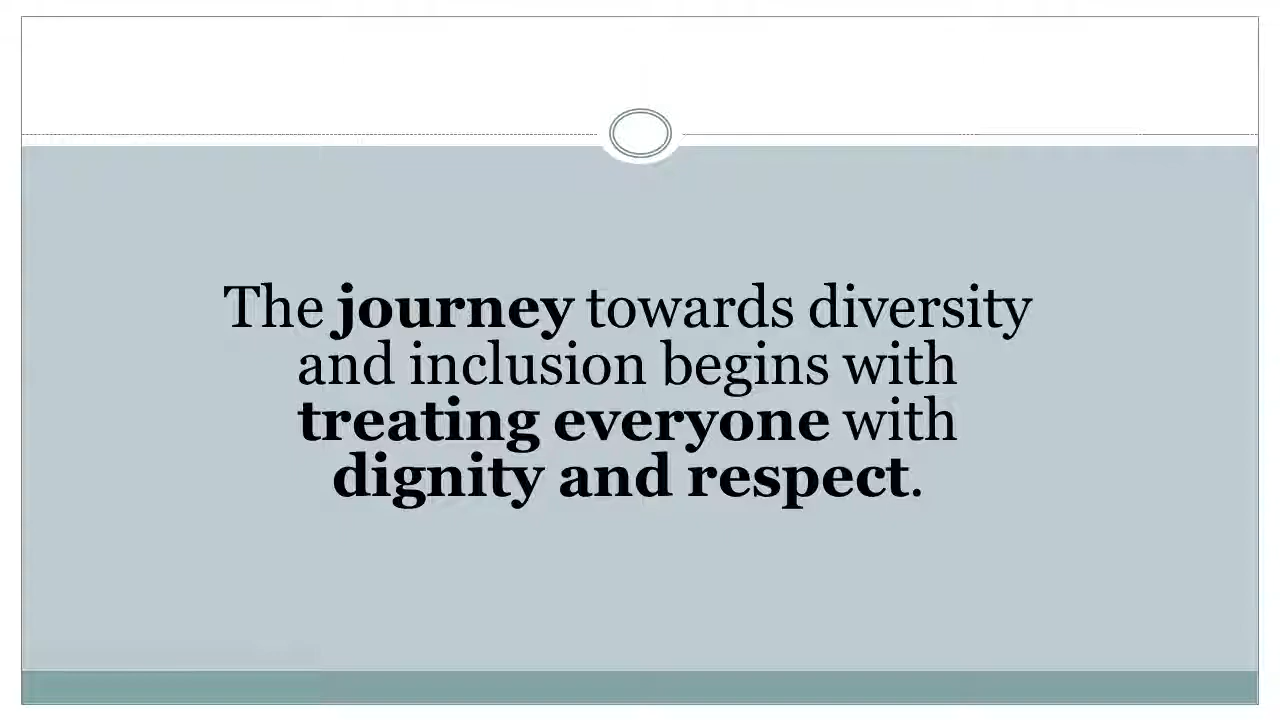 The journey towards diversity
and inclusion begins with
treating everyone with
dignity and respect.